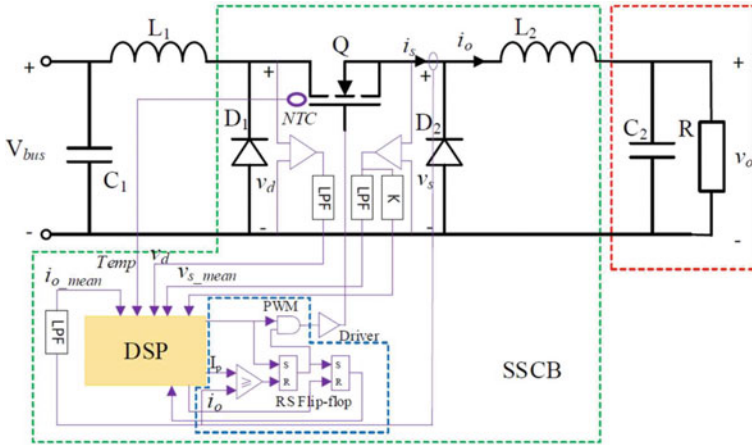 L1
Q
is
io
L2
+
+
+
+
NTC
D1
D2
C2
R
Vbus
C1
vd
LPF
LPF
K
vs
vo
-
-
-
-
Temp
vd
vs_mean
io_mean
LPF
DSP
PWM
Driver
Ip
io
≥
S
R
S
R
RS Flip-flop
SSCB